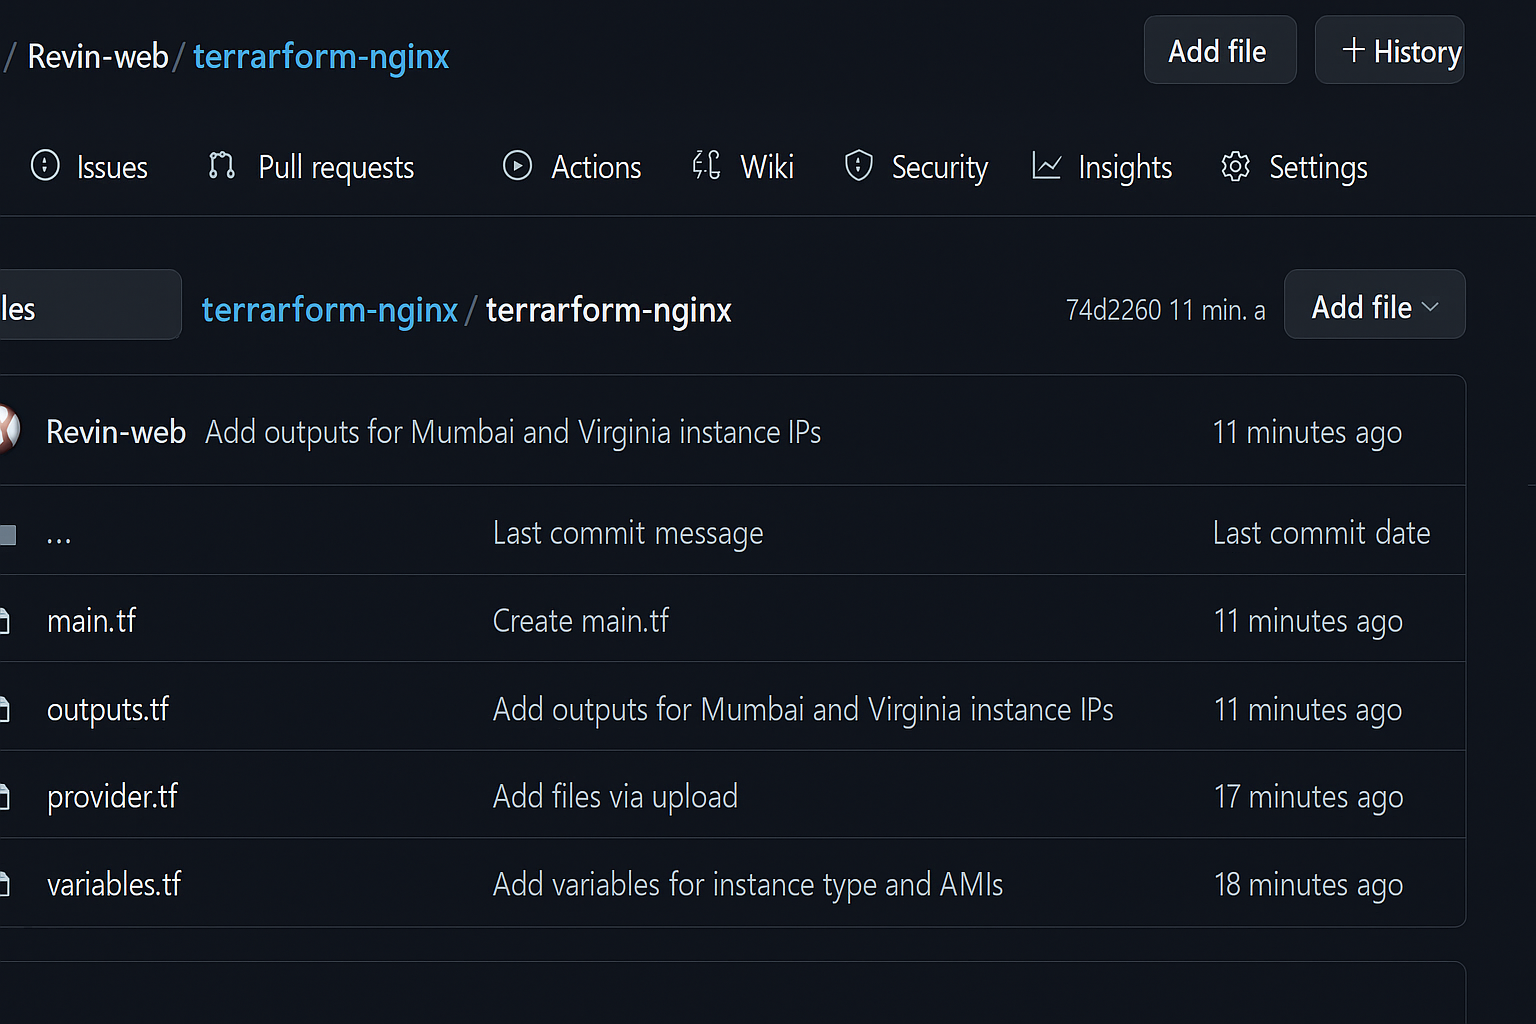 / Revin-web / terrarform-nginx Add file + History
Issues Pull requests Actions Wiki Security Insights Settings
les terrarform-nginx / terrarform-nginx 74d2260 11 min. a Add file
Revin-web Add outputs for Mumbai and Virginia instance IPs 11 minutes ago
... Last commit message Last commit date
main.tf Create main.tf 11 minutes ago
outputs.tf Add outputs for Mumbai and Virginia instance IPs 11 minutes ago
provider.tf Add files via upload 17 minutes ago
variables.tf Add variables for instance type and AMIs 18 minutes ago